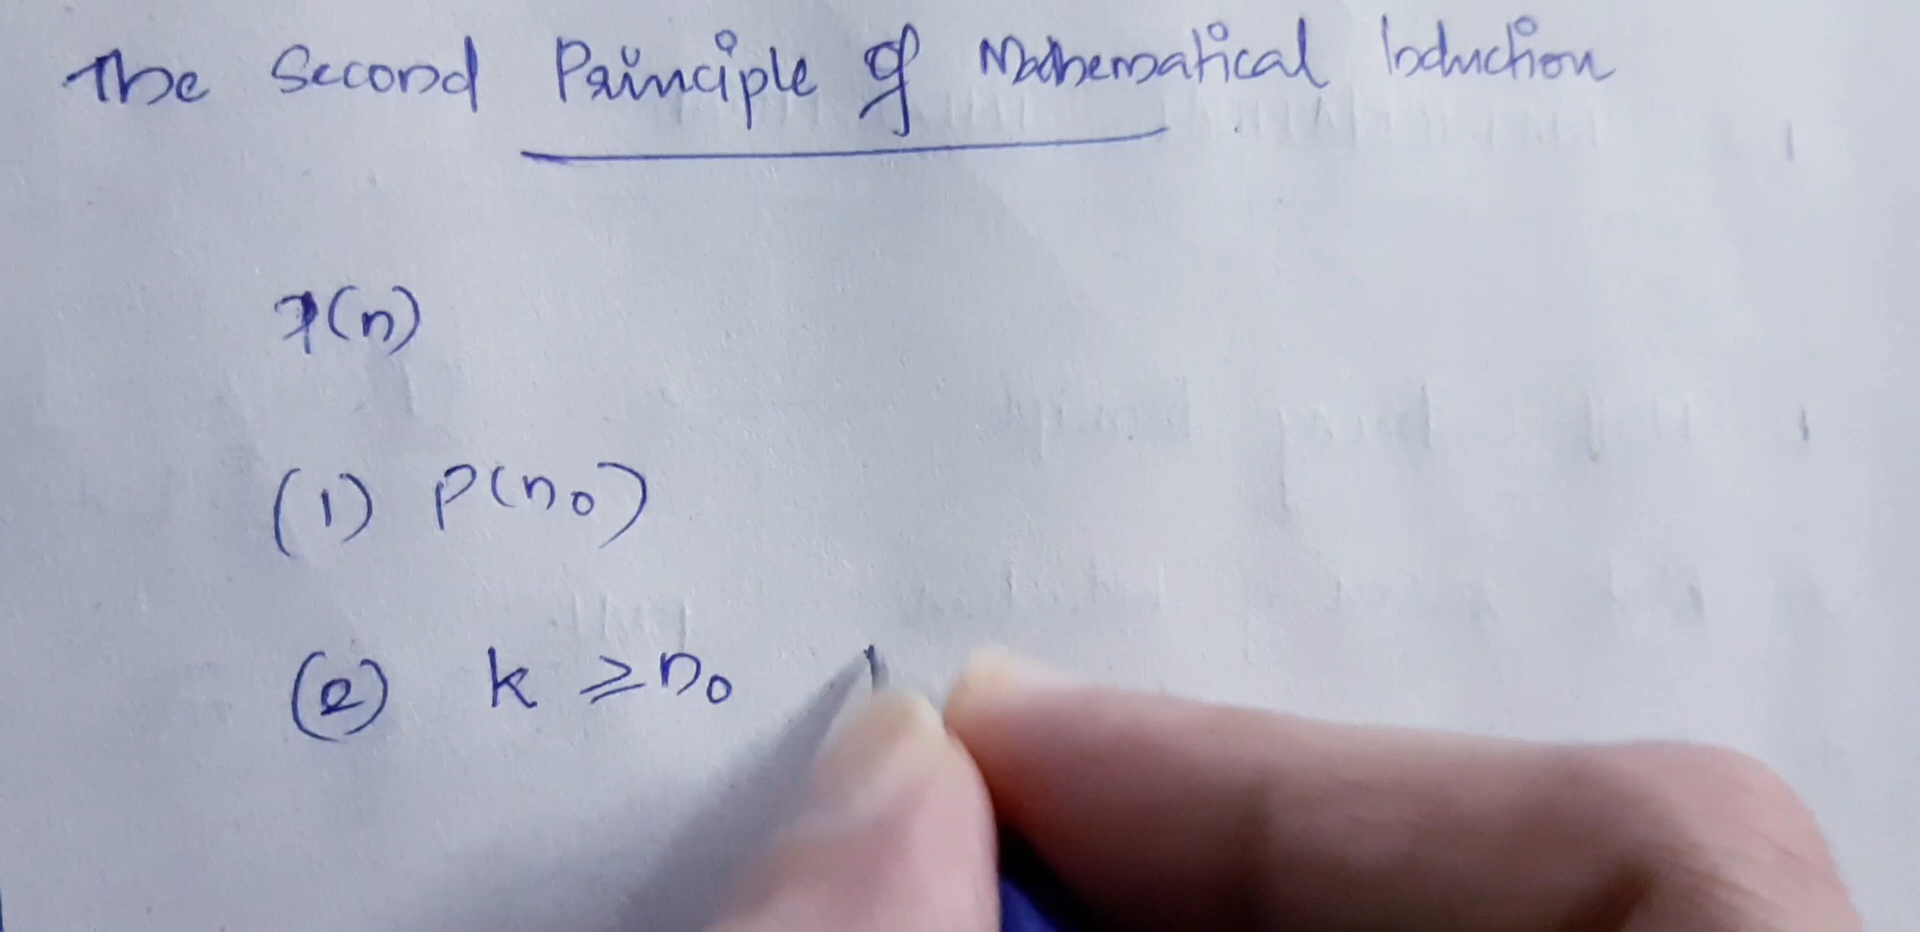 The Second Principle of Mathematical Induction
P(n)
(1) P(n₀)
(2) k ≥ n₀